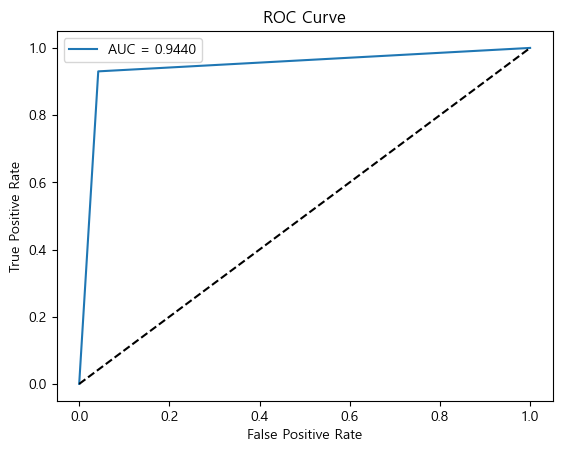 ROC Curve
AUC = 0.9440
True Positive Rate
1.0
0.8
0.6
0.4
0.2
0.0
0.0 0.2 0.4 0.6 0.8 1.0
False Positive Rate